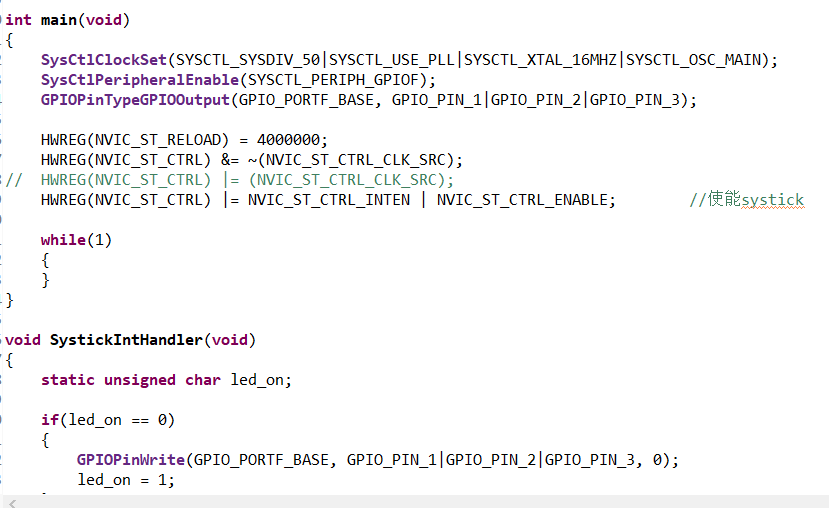 int main(void)
{
    SysCtlClockSet(SYSCTL_SYSDIV_50|SYSCTL_USE_PLL|SYSCTL_XTAL_16MHZ|SYSCTL_OSC_MAIN);
    SysCtlPeripheralEnable(SYSCTL_PERIPH_GPIOF);
    GPIOPinTypeGPIOOutput(GPIO_PORTF_BASE, GPIO_PIN_1|GPIO_PIN_2|GPIO_PIN_3);
    HWREG(NVIC_ST_RELOAD) = 4000000;
    HWREG(NVIC_ST_CTRL) &= ~(NVIC_ST_CTRL_CLK_SRC);
//  HWREG(NVIC_ST_CTRL) |= (NVIC_ST_CTRL_CLK_SRC);
    HWREG(NVIC_ST_CTRL) |= NVIC_ST_CTRL_INTEN | NVIC_ST_CTRL_ENABLE;        //使能systick
    while(1)
    {
    }
}
void SystickIntHandler(void)
{
    static unsigned char led_on;
    if(led_on == 0)
    {
        GPIOPinWrite(GPIO_PORTF_BASE, GPIO_PIN_1|GPIO_PIN_2|GPIO_PIN_3, 0);
        led_on = 1;